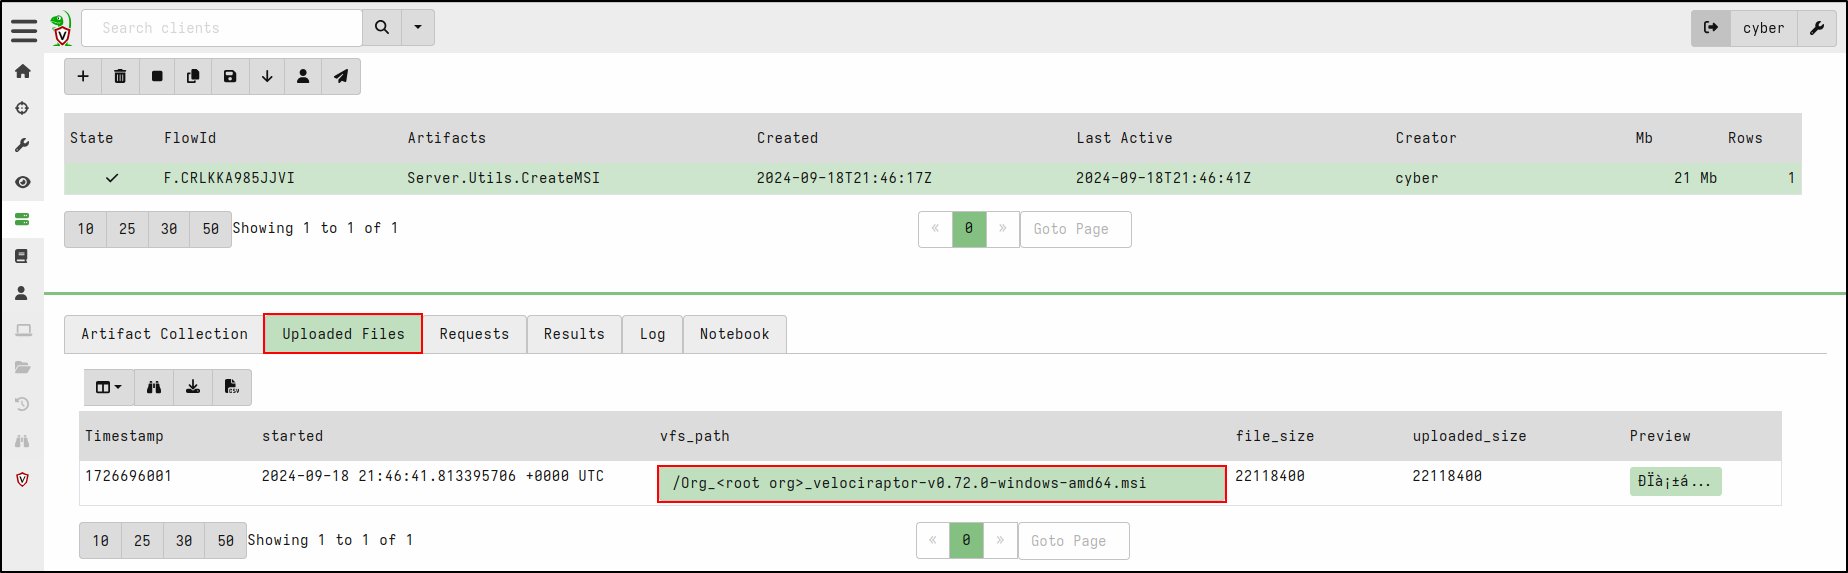 Search clients
cyber
State FlowId Artifacts Created Last Active Creator Mb Rows
F.CRLKKA985JJVI Server.Utils.CreateMSI 2024-09-18T21:46:17Z 2024-09-18T21:46:41Z cyber 21 Mb 1
10 25 30 50 Showing 1 to 1 of 1 « 0 » Goto Page
Artifact Collection Uploaded Files Requests Results Log Notebook
CSV
Timestamp started vfs_path file_size uploaded_size Preview
1726696001 2024-09-18 21:46:41.813395706 +0000 UTC /Org_<root org>_velociraptor-v0.72.0-windows-amd64.msi 22118400 22118400 ÐÏà¡±á...
10 25 30 50 Showing 1 to 1 of 1 « 0 » Goto Page